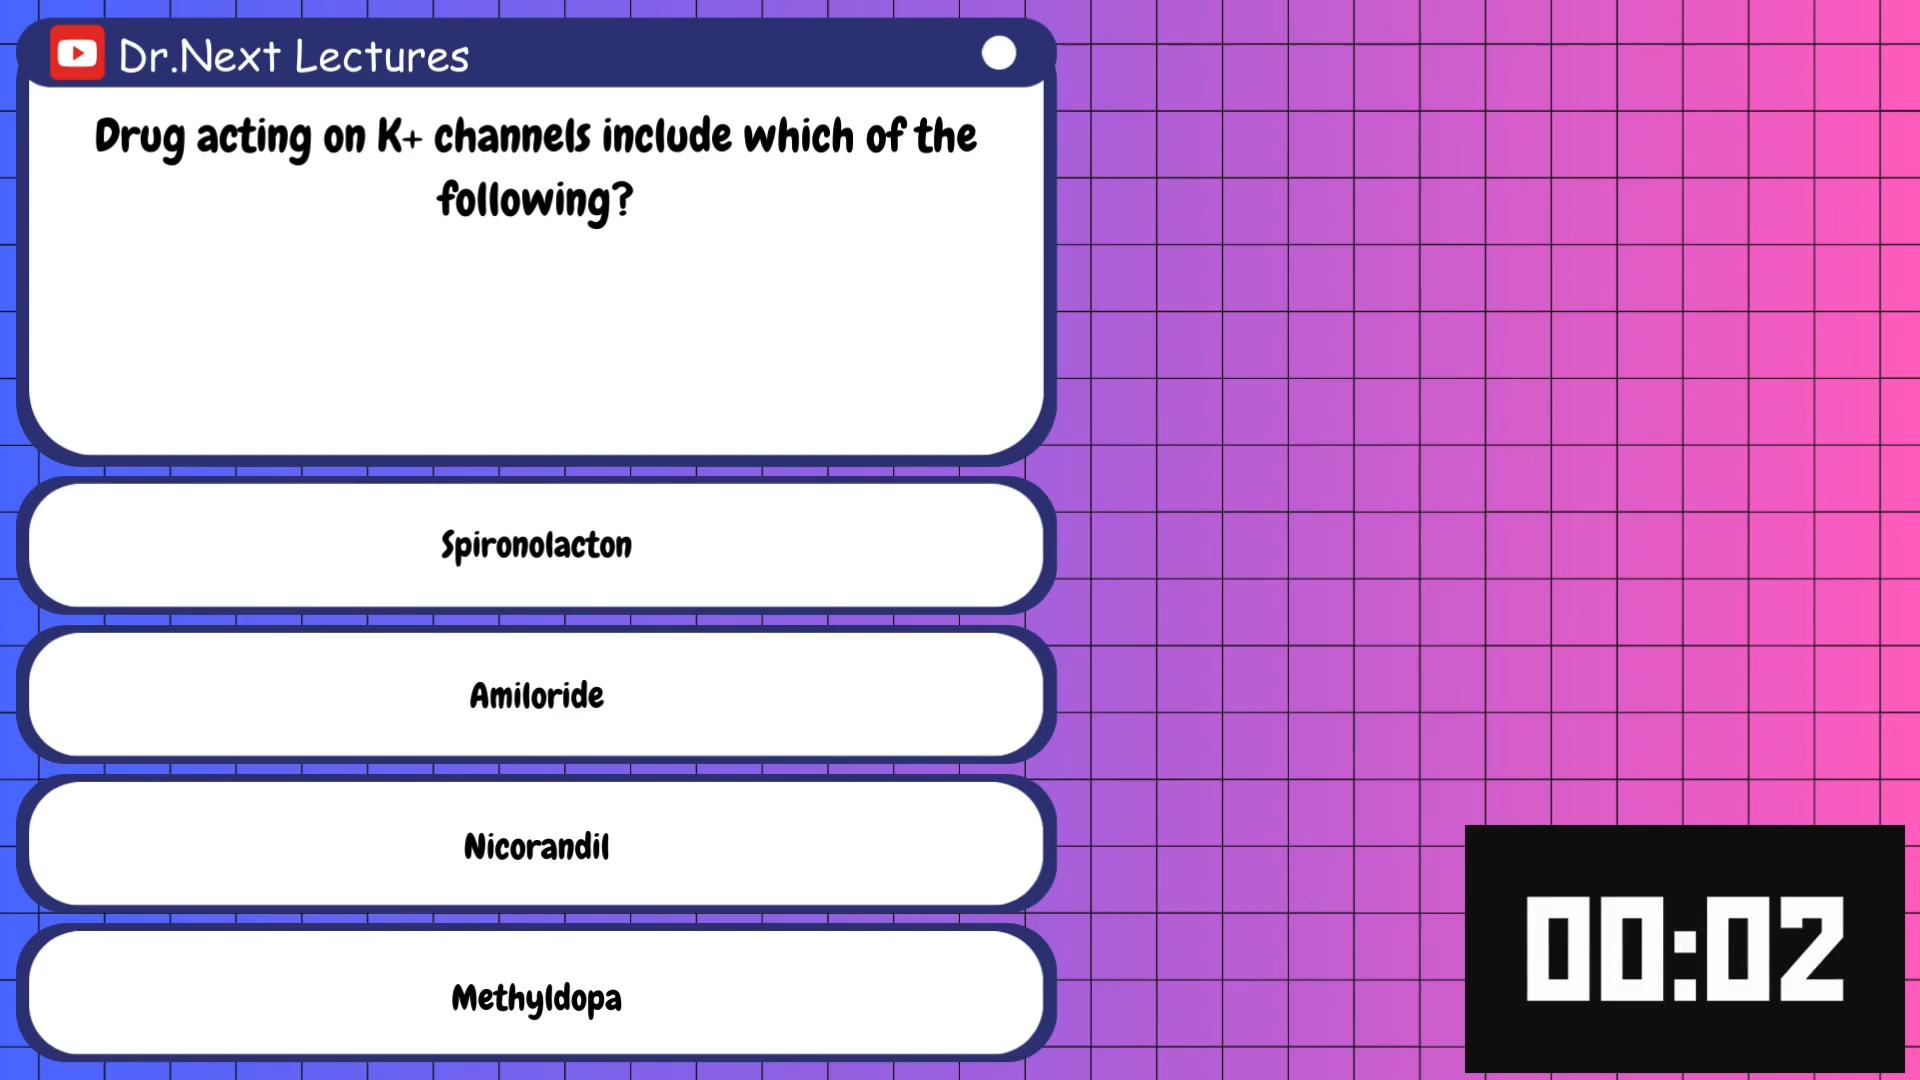 Dr.Next Lectures
Drug acting on K+ channels include which of the
following?
Spironolacton
Amiloride
Nicorandil
Methyldopa
00:02